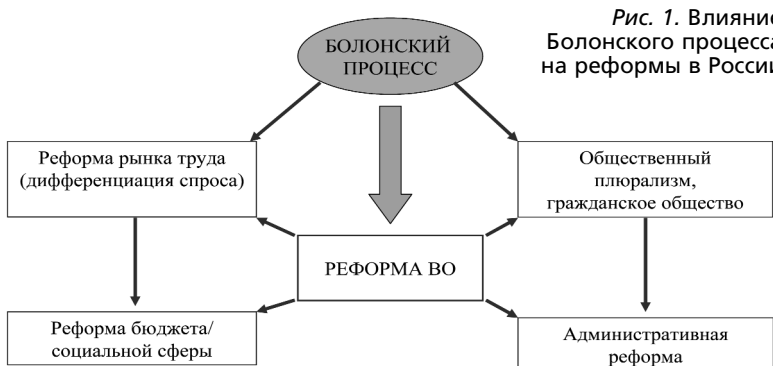 Рис. 1. Влияние
Болонского процесса
на реформы в России
БОЛОНСКИЙ
ПРОЦЕСС
Реформа рынка труда
(дифференциация спроса)
Общественный
плюрализм,
гражданское общество
РЕФОРМА ВО
Реформа бюджета/
социальной сферы
Административная
реформа